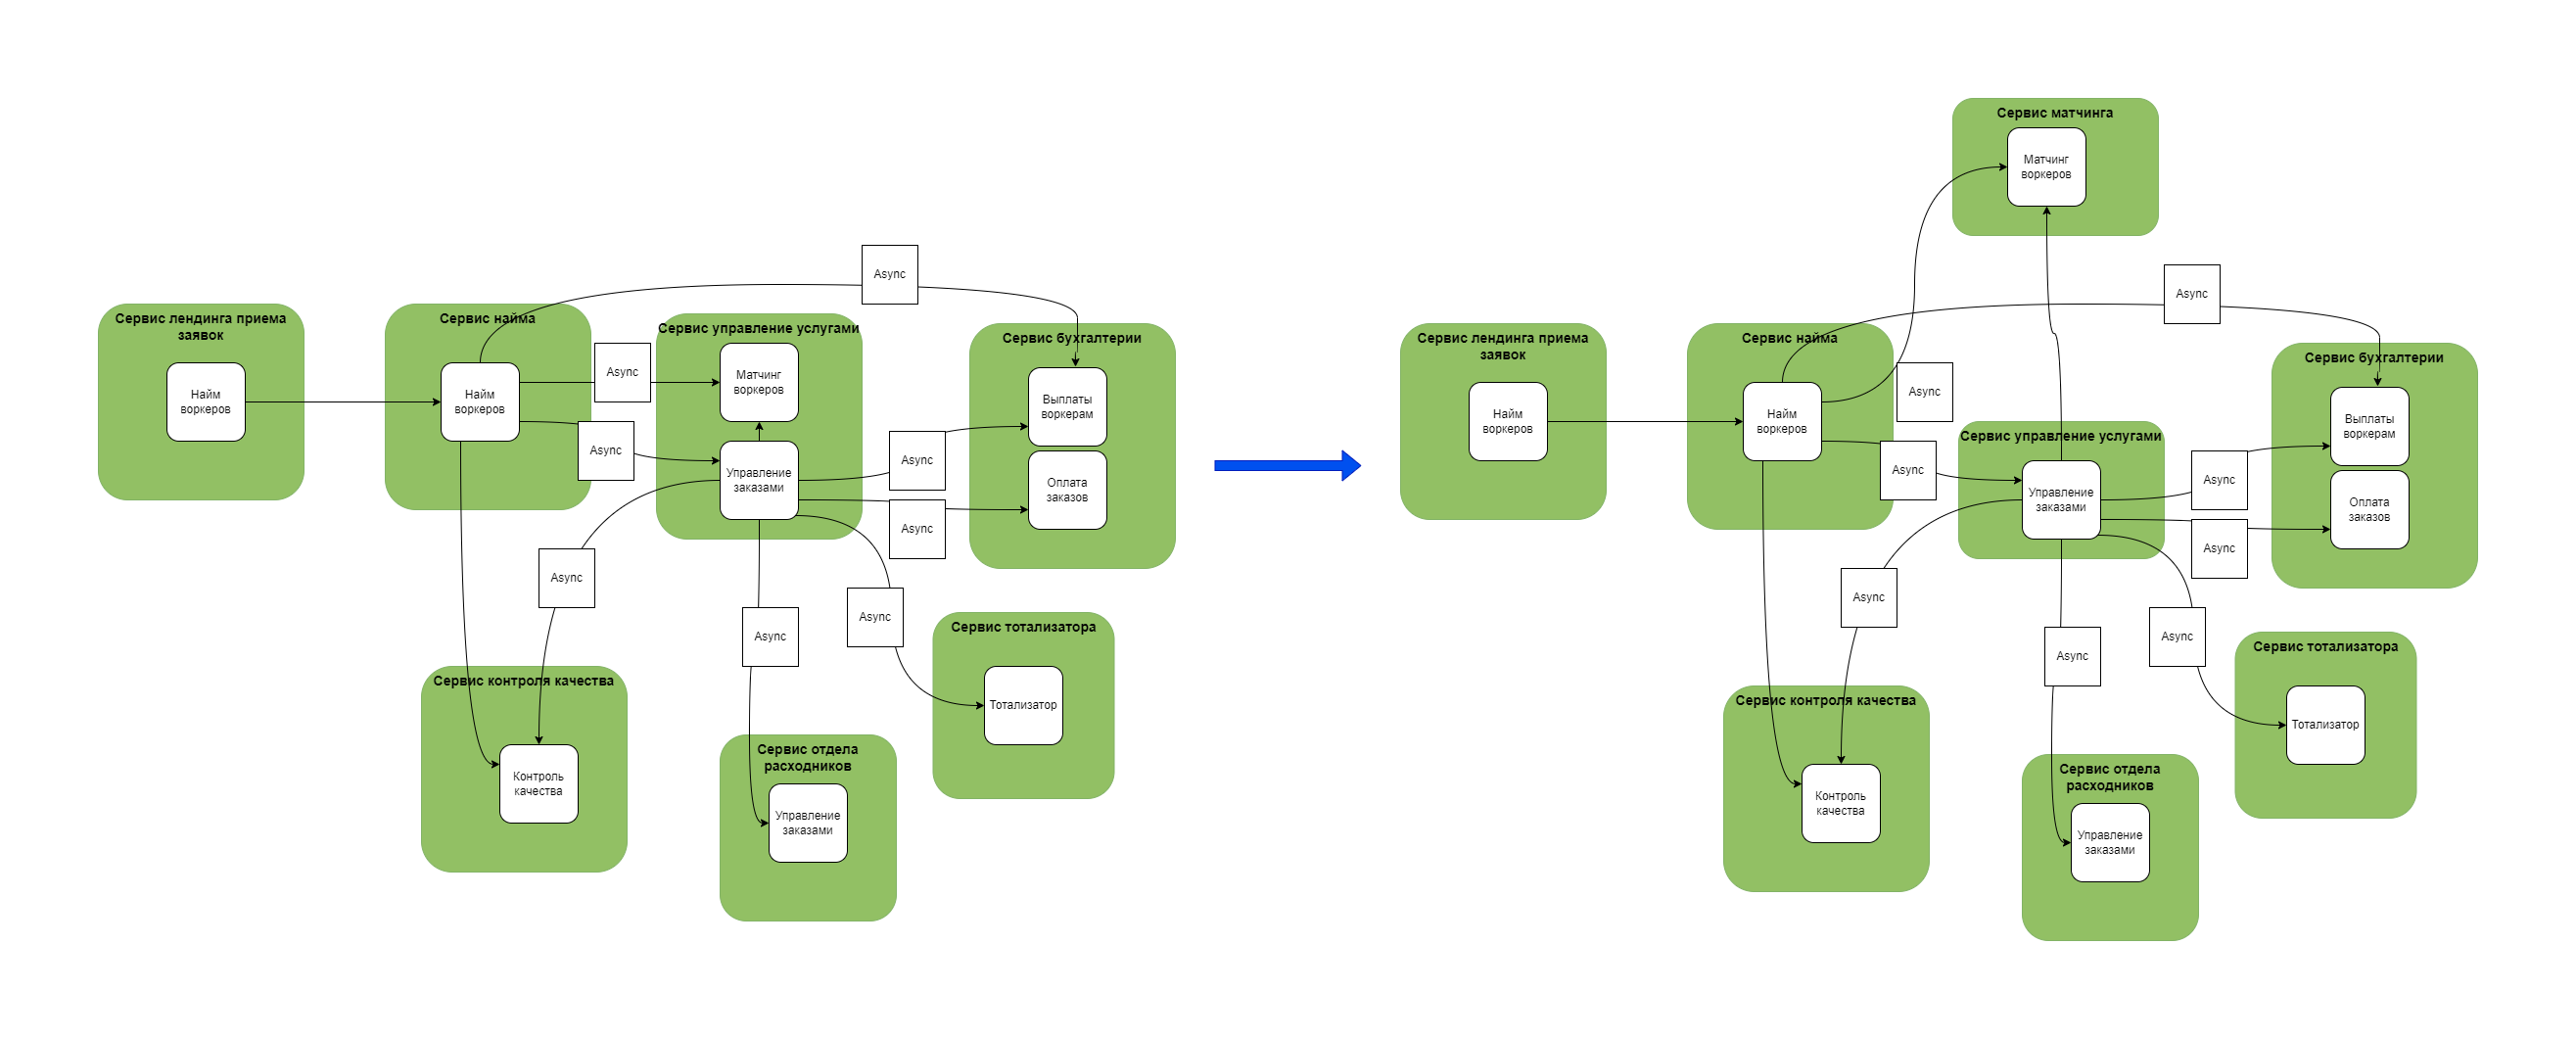 Сервис лендинга приема
заявок
Найм
воркеров
Сервис найма
Найм
воркеров
Async
Async
Async
Сервис управление услугами
Матчинг
воркеров
Управление
заказами
Async
Async
Сервис бухгалтерии
Выплаты
воркерам
Оплата
заказов
Async
Async
Async
Сервис тотализатора
Тотализатор
Сервис контроля качества
Контроль
качества
Сервис отдела
расходников
Управление
заказами
Сервис матчинга
Матчинг
воркеров
Async
Сервис лендинга приема
заявок
Найм
воркеров
Сервис найма
Найм
воркеров
Async
Async
Сервис управление услугами
Управление
заказами
Async
Async
Сервис бухгалтерии
Выплаты
воркерам
Оплата
заказов
Async
Async
Async
Сервис тотализатора
Тотализатор
Сервис контроля качества
Контроль
качества
Сервис отдела
расходников
Управление
заказами